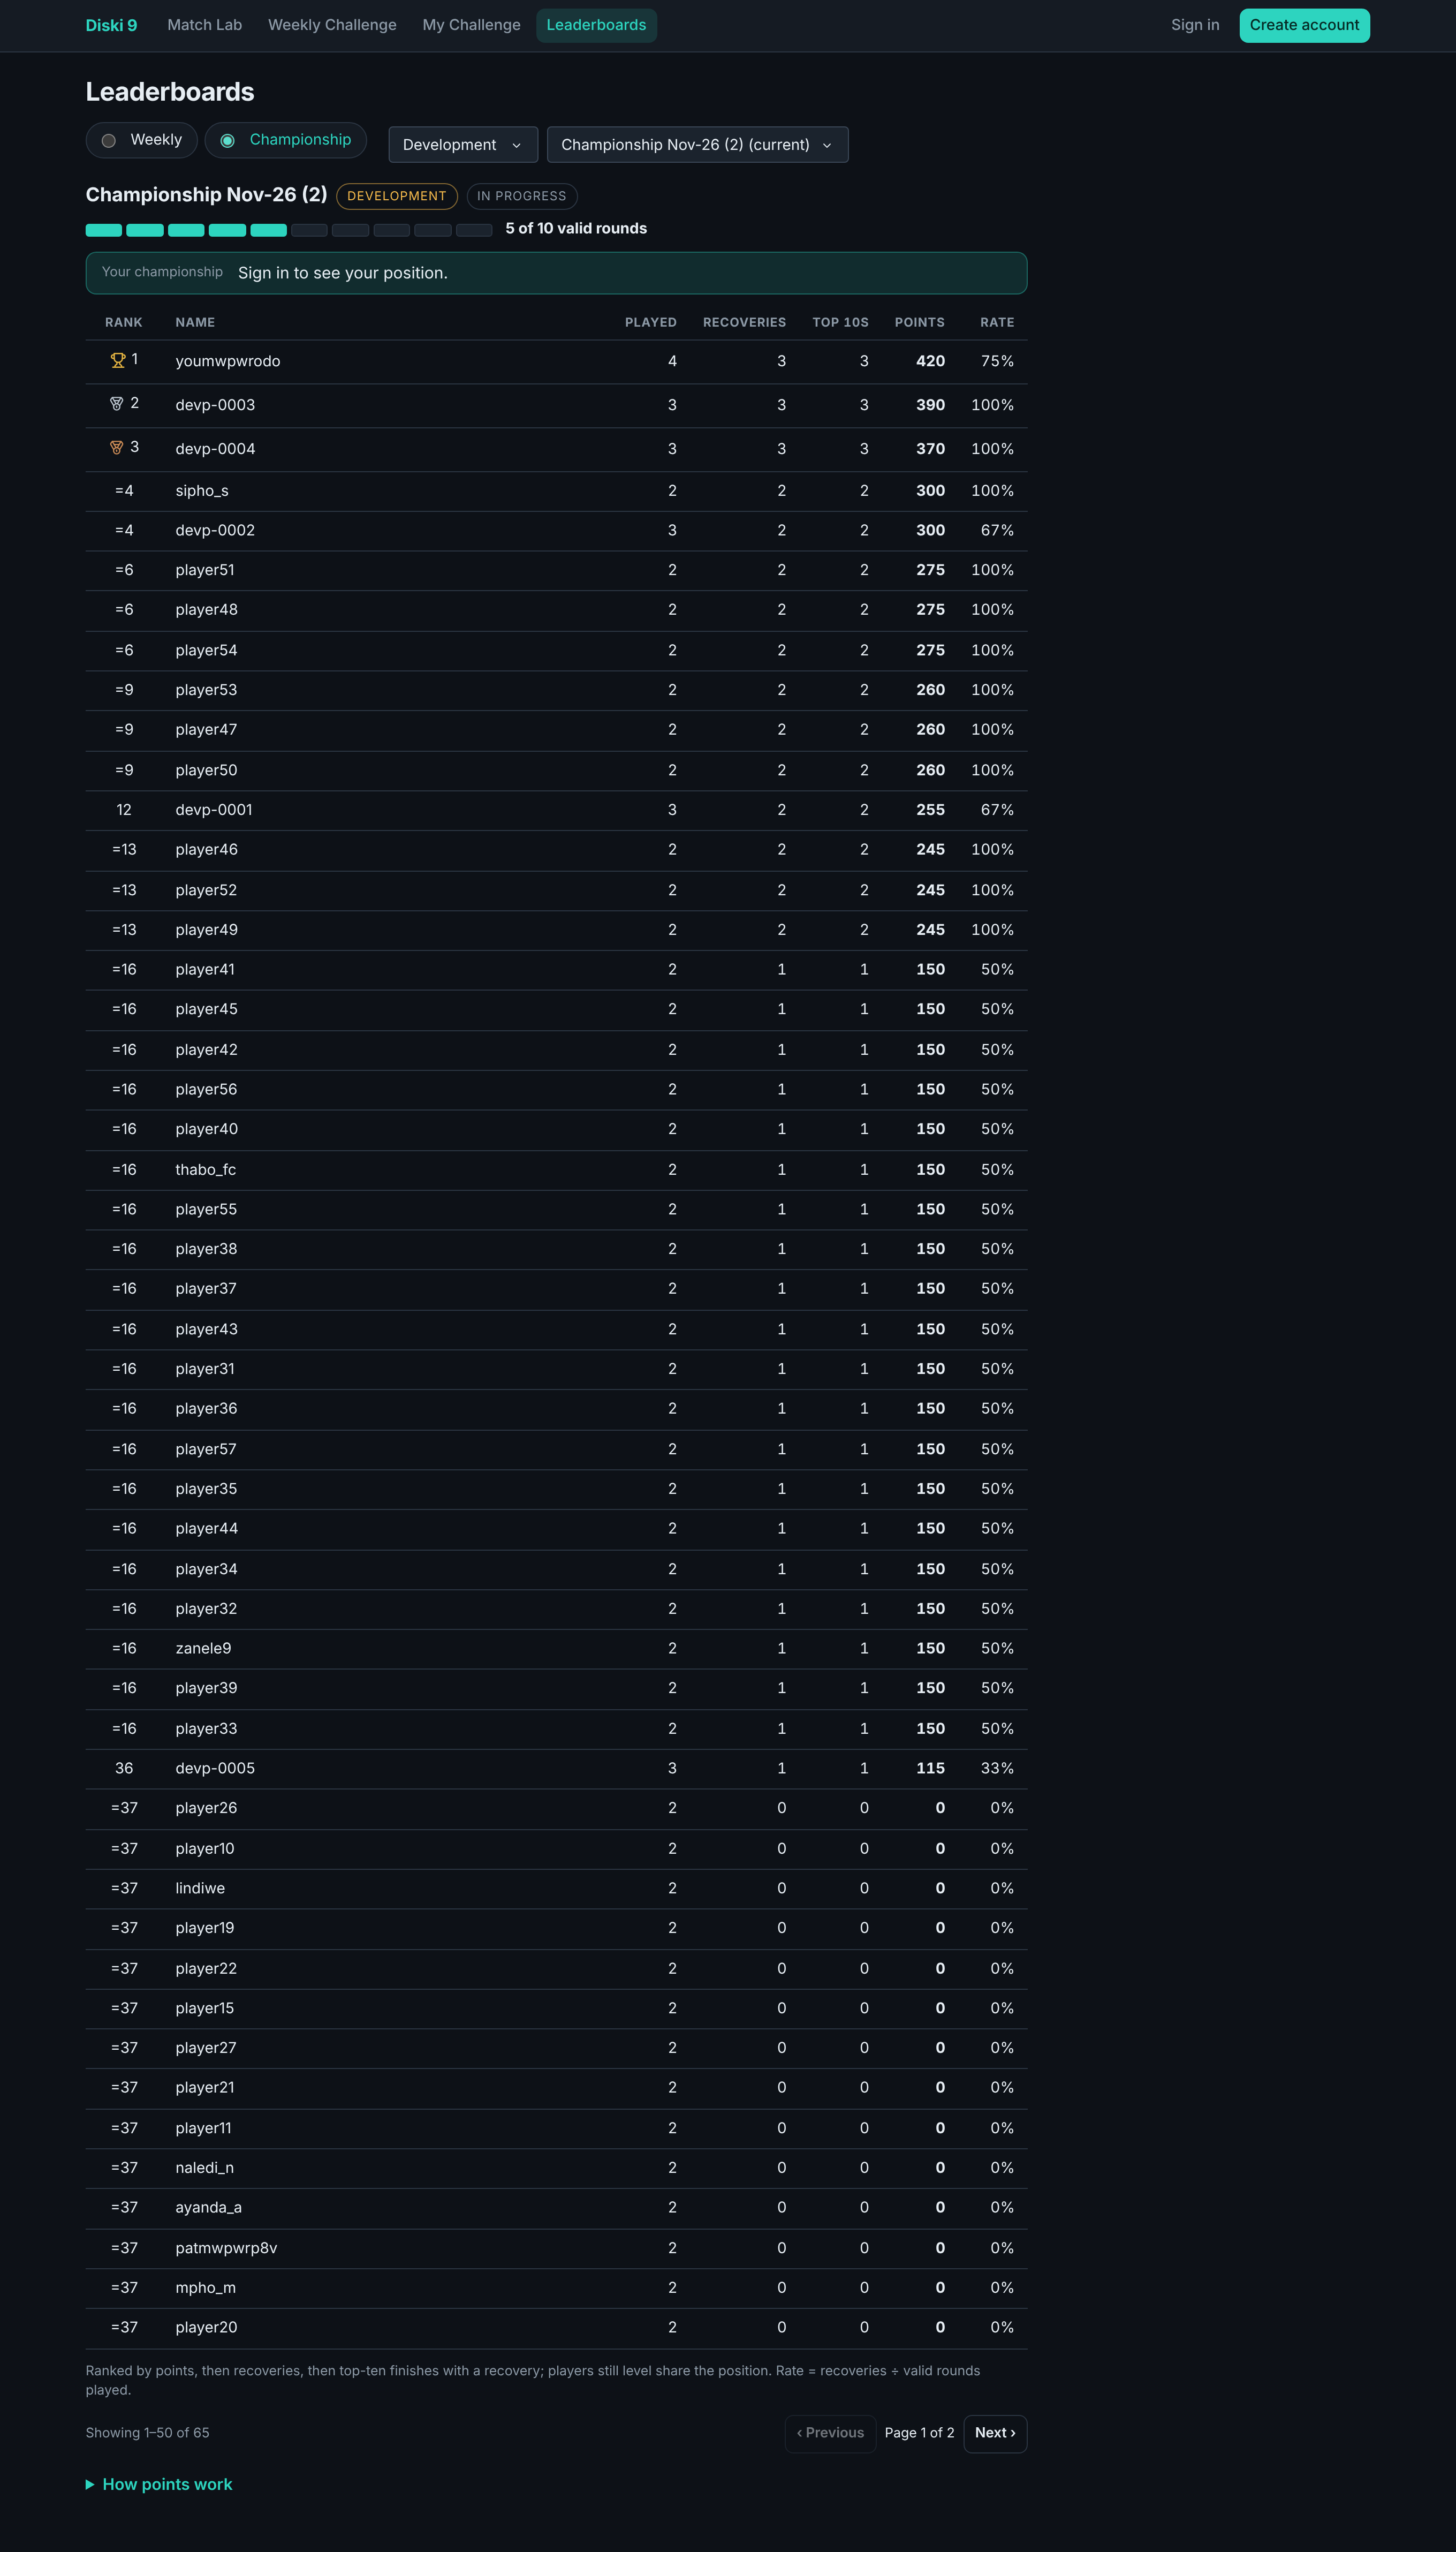 Diski 9 Match Lab Weekly Challenge My Challenge Leaderboards Sign in Create account
Leaderboards
Weekly Championship Development Championship Nov-26 (2) (current)
Championship Nov-26 (2) DEVELOPMENT IN PROGRESS
5 of 10 valid rounds
Your championship Sign in to see your position.
RANK NAME PLAYED RECOVERIES TOP 10S POINTS RATE
1 youmwpwrodo 4 3 3 420 75%
2 devp-0003 3 3 3 390 100%
3 devp-0004 3 3 3 370 100%
=4 sipho_s 2 2 2 300 100%
=4 devp-0002 3 2 2 300 67%
=6 player51 2 2 2 275 100%
=6 player48 2 2 2 275 100%
=6 player54 2 2 2 275 100%
=9 player53 2 2 2 260 100%
=9 player47 2 2 2 260 100%
=9 player50 2 2 2 260 100%
12 devp-0001 3 2 2 255 67%
=13 player46 2 2 2 245 100%
=13 player52 2 2 2 245 100%
=13 player49 2 2 2 245 100%
=16 player41 2 1 1 150 50%
=16 player45 2 1 1 150 50%
=16 player42 2 1 1 150 50%
=16 player56 2 1 1 150 50%
=16 player40 2 1 1 150 50%
=16 thabo_fc 2 1 1 150 50%
=16 player55 2 1 1 150 50%
=16 player38 2 1 1 150 50%
=16 player37 2 1 1 150 50%
=16 player43 2 1 1 150 50%
=16 player31 2 1 1 150 50%
=16 player36 2 1 1 150 50%
=16 player57 2 1 1 150 50%
=16 player35 2 1 1 150 50%
=16 player44 2 1 1 150 50%
=16 player34 2 1 1 150 50%
=16 player32 2 1 1 150 50%
=16 zanele9 2 1 1 150 50%
=16 player39 2 1 1 150 50%
=16 player33 2 1 1 150 50%
36 devp-0005 3 1 1 115 33%
=37 player26 2 0 0 0 0%
=37 player10 2 0 0 0 0%
=37 lindiwe 2 0 0 0 0%
=37 player19 2 0 0 0 0%
=37 player22 2 0 0 0 0%
=37 player15 2 0 0 0 0%
=37 player27 2 0 0 0 0%
=37 player21 2 0 0 0 0%
=37 player11 2 0 0 0 0%
=37 naledi_n 2 0 0 0 0%
=37 ayanda_a 2 0 0 0 0%
=37 patmwpwrp8v 2 0 0 0 0%
=37 mpho_m 2 0 0 0 0%
=37 player20 2 0 0 0 0%
Ranked by points, then recoveries, then top-ten finishes with a recovery; players still level share the position. Rate = recoveries ÷ valid rounds
played.
Showing 1–50 of 65 ‹ Previous Page 1 of 2 Next ›
How points work